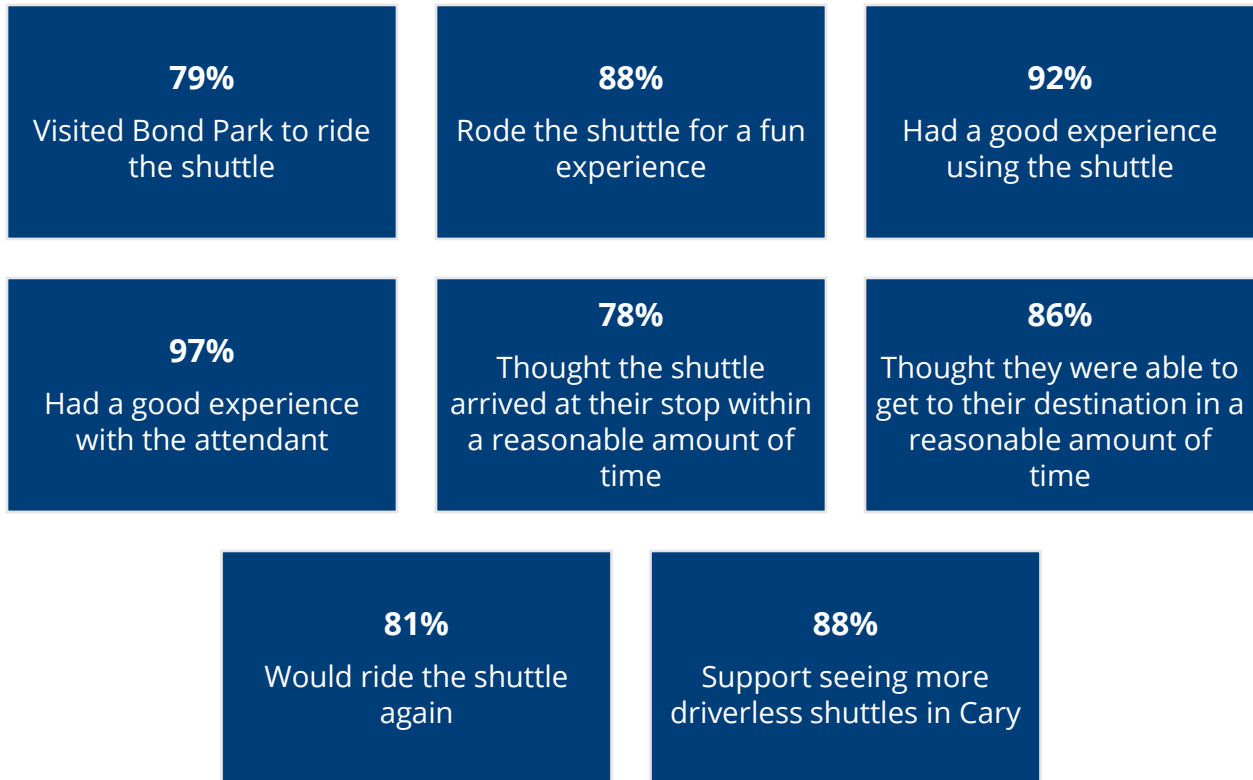 79%
Visited Bond Park to ride
the shuttle
88%
Rode the shuttle for a fun
experience
92%
Had a good experience
using the shuttle
97%
Had a good experience
with the attendant
78%
Thought the shuttle
arrived at their stop within
a reasonable amount of
time
86%
Thought they were able to
get to their destination in a
reasonable amount of
time
81%
Would ride the shuttle
again
88%
Support seeing more
driverless shuttles in Cary